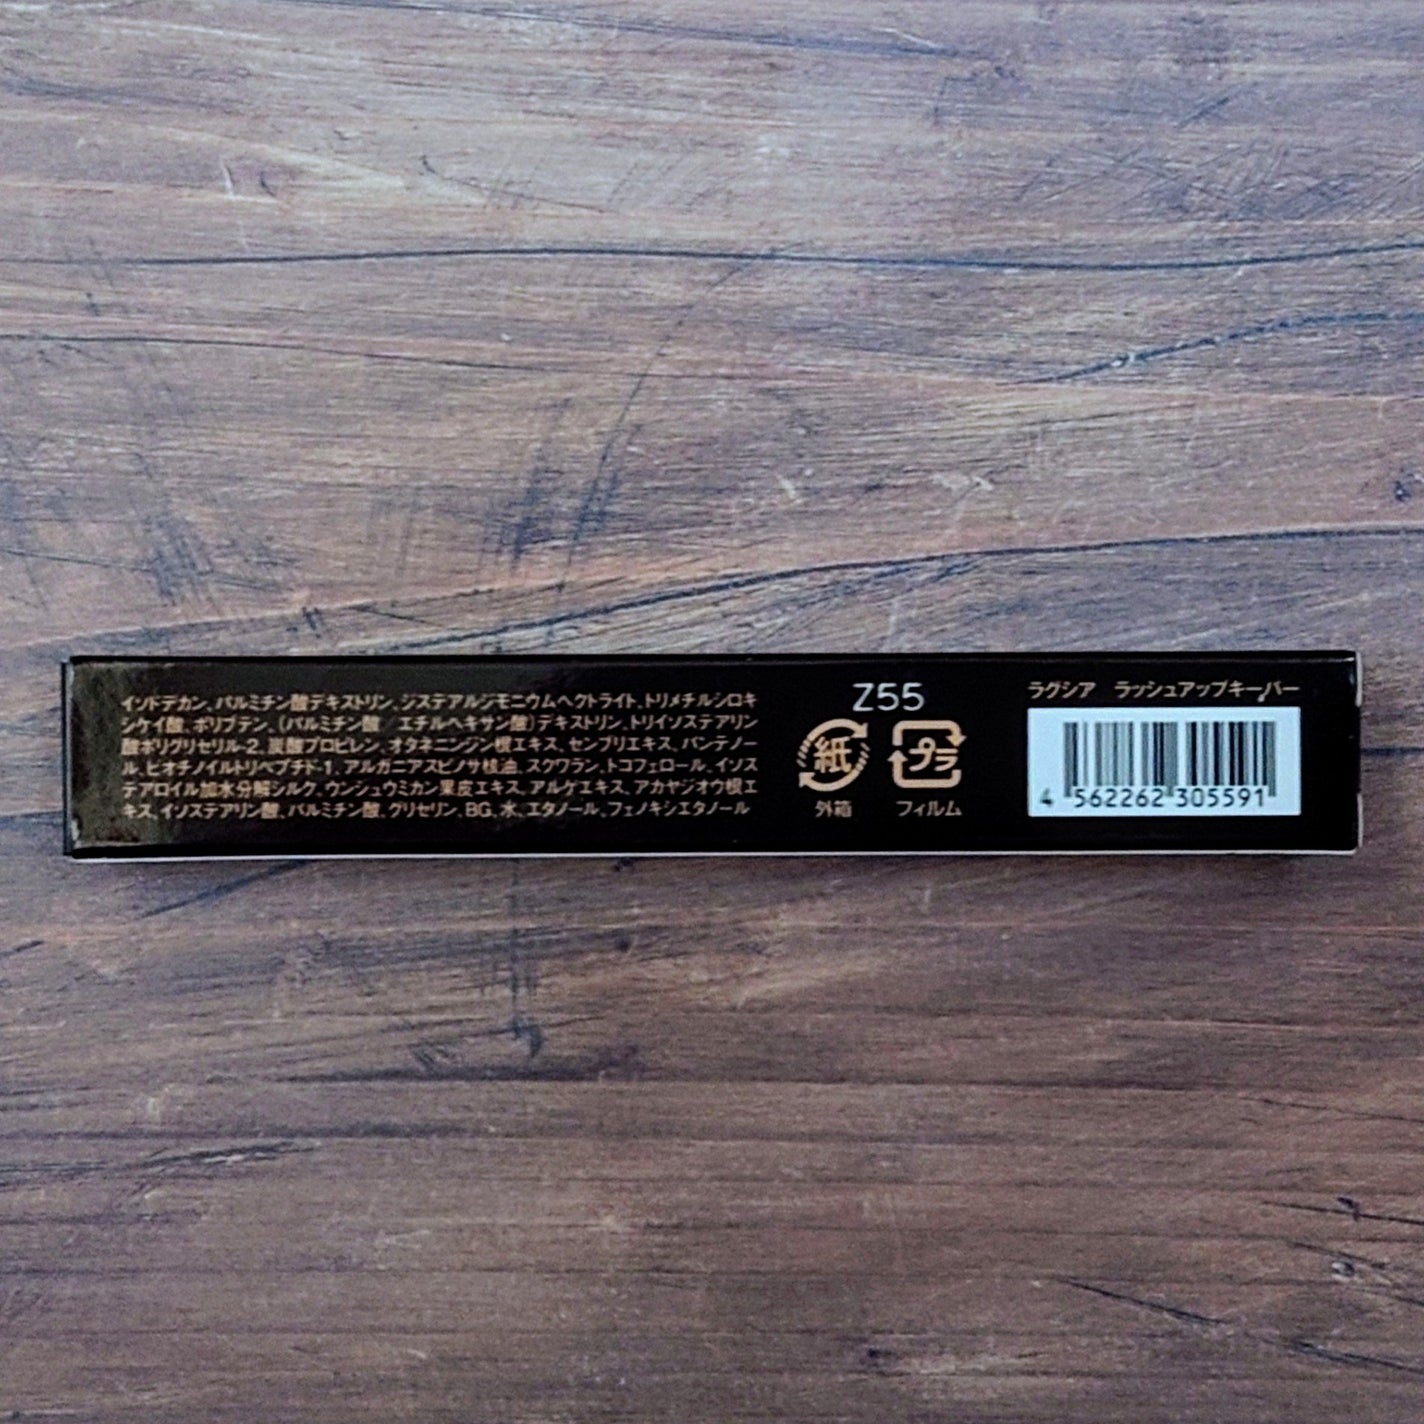 イソドデカン、パルミチン酸デキストリン、ジステアルジモニウムヘクトライト、トリメチルシロキ
シケイ酸、ポリブテン、(パルミチン酸/エチルヘキサン酸)デキストリン、トリイソステアリン
酸ポリグリセリル-2、炭酸プロピレン、オタネニンジン根エキス、センブリエキス、パンテノー
ル、ビオチノイルトリペプチド-1、アルガニアスピノサ核油、スクワラン、トコフェロール、イソス
テアロイル加水分解シルク、ウンシュウミカン果皮エキス、アルゲエキス、アカヤジオウ根エ
キス、イソステアリン酸、パルミチン酸、グリセリン、BG、水、エタノール、フェノキシエタノール
Z55
紙
外箱
プラ
フィルム
ラグシア ラッシュアップキーパー
4 562262 305591